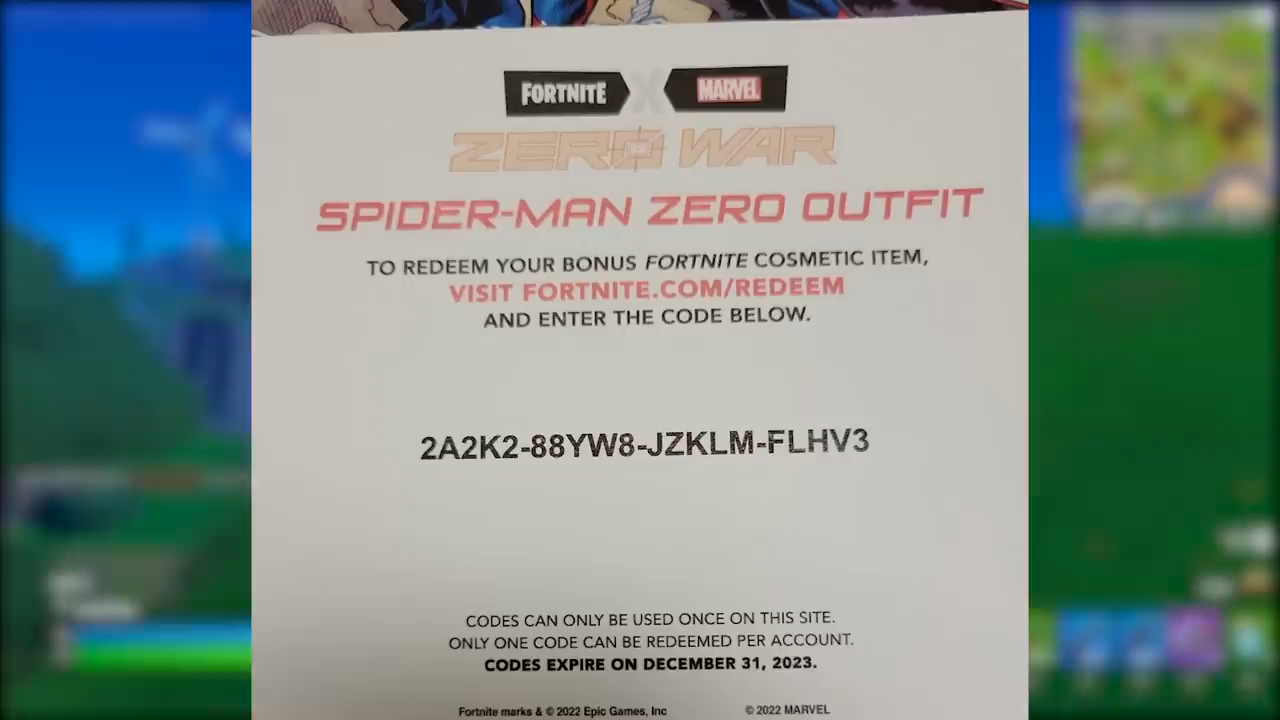 FORTNITE X MARVEL
ZERO WAR
SPIDER-MAN ZERO OUTFIT
TO REDEEM YOUR BONUS FORTNITE COSMETIC ITEM,
VISIT FORTNITE.COM/REDEEM
AND ENTER THE CODE BELOW.
2A2K2-88YW8-JZKLM-FLHV3
CODES CAN ONLY BE USED ONCE ON THIS SITE.
ONLY ONE CODE CAN BE REDEEMED PER ACCOUNT.
CODES EXPIRE ON DECEMBER 31, 2023.
Fortnite marks & © 2022 Epic Games, Inc © 2022 MARVEL